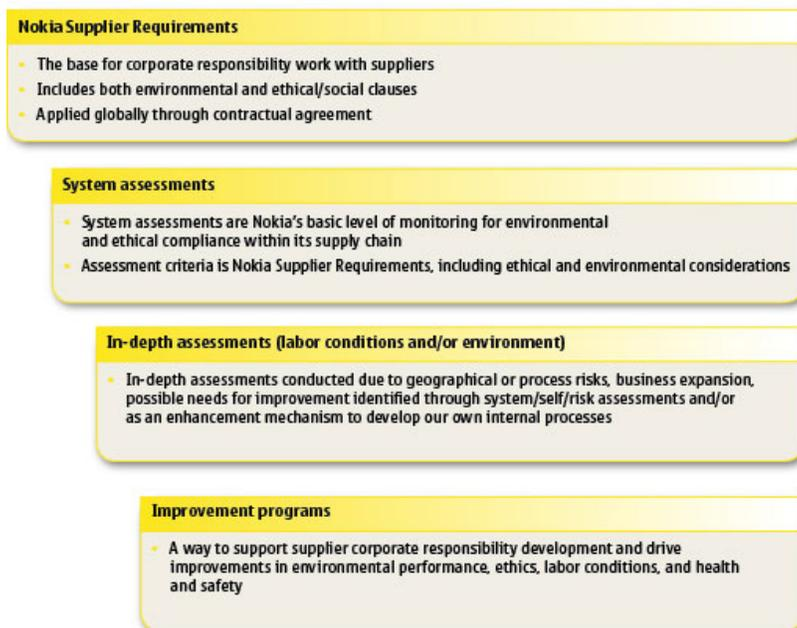 Nokia Supplier Requirements
The base for corporate responsibility work with suppliers
Includes both environmental and ethical/social clauses
Applied globally through contractual agreement
System assessments
System assessments are Nokia's basic level of monitoring for environmental
and ethical compliance within its supply chain
Assessment criteria is Nokia Supplier Requirements, including ethical and environmental considerations
In-depth assessments (labor conditions and/or environment)
In-depth assessments conducted due to geographical or process risks, business expansion,
possible needs for improvement identified through system/self/risk assessments and/or
as an enhancement mechanism to develop our own internal processes
Improvement programs
A way to support supplier corporate responsibility development and drive
improvements in environmental performance, ethics, labor conditions, and health
and safety